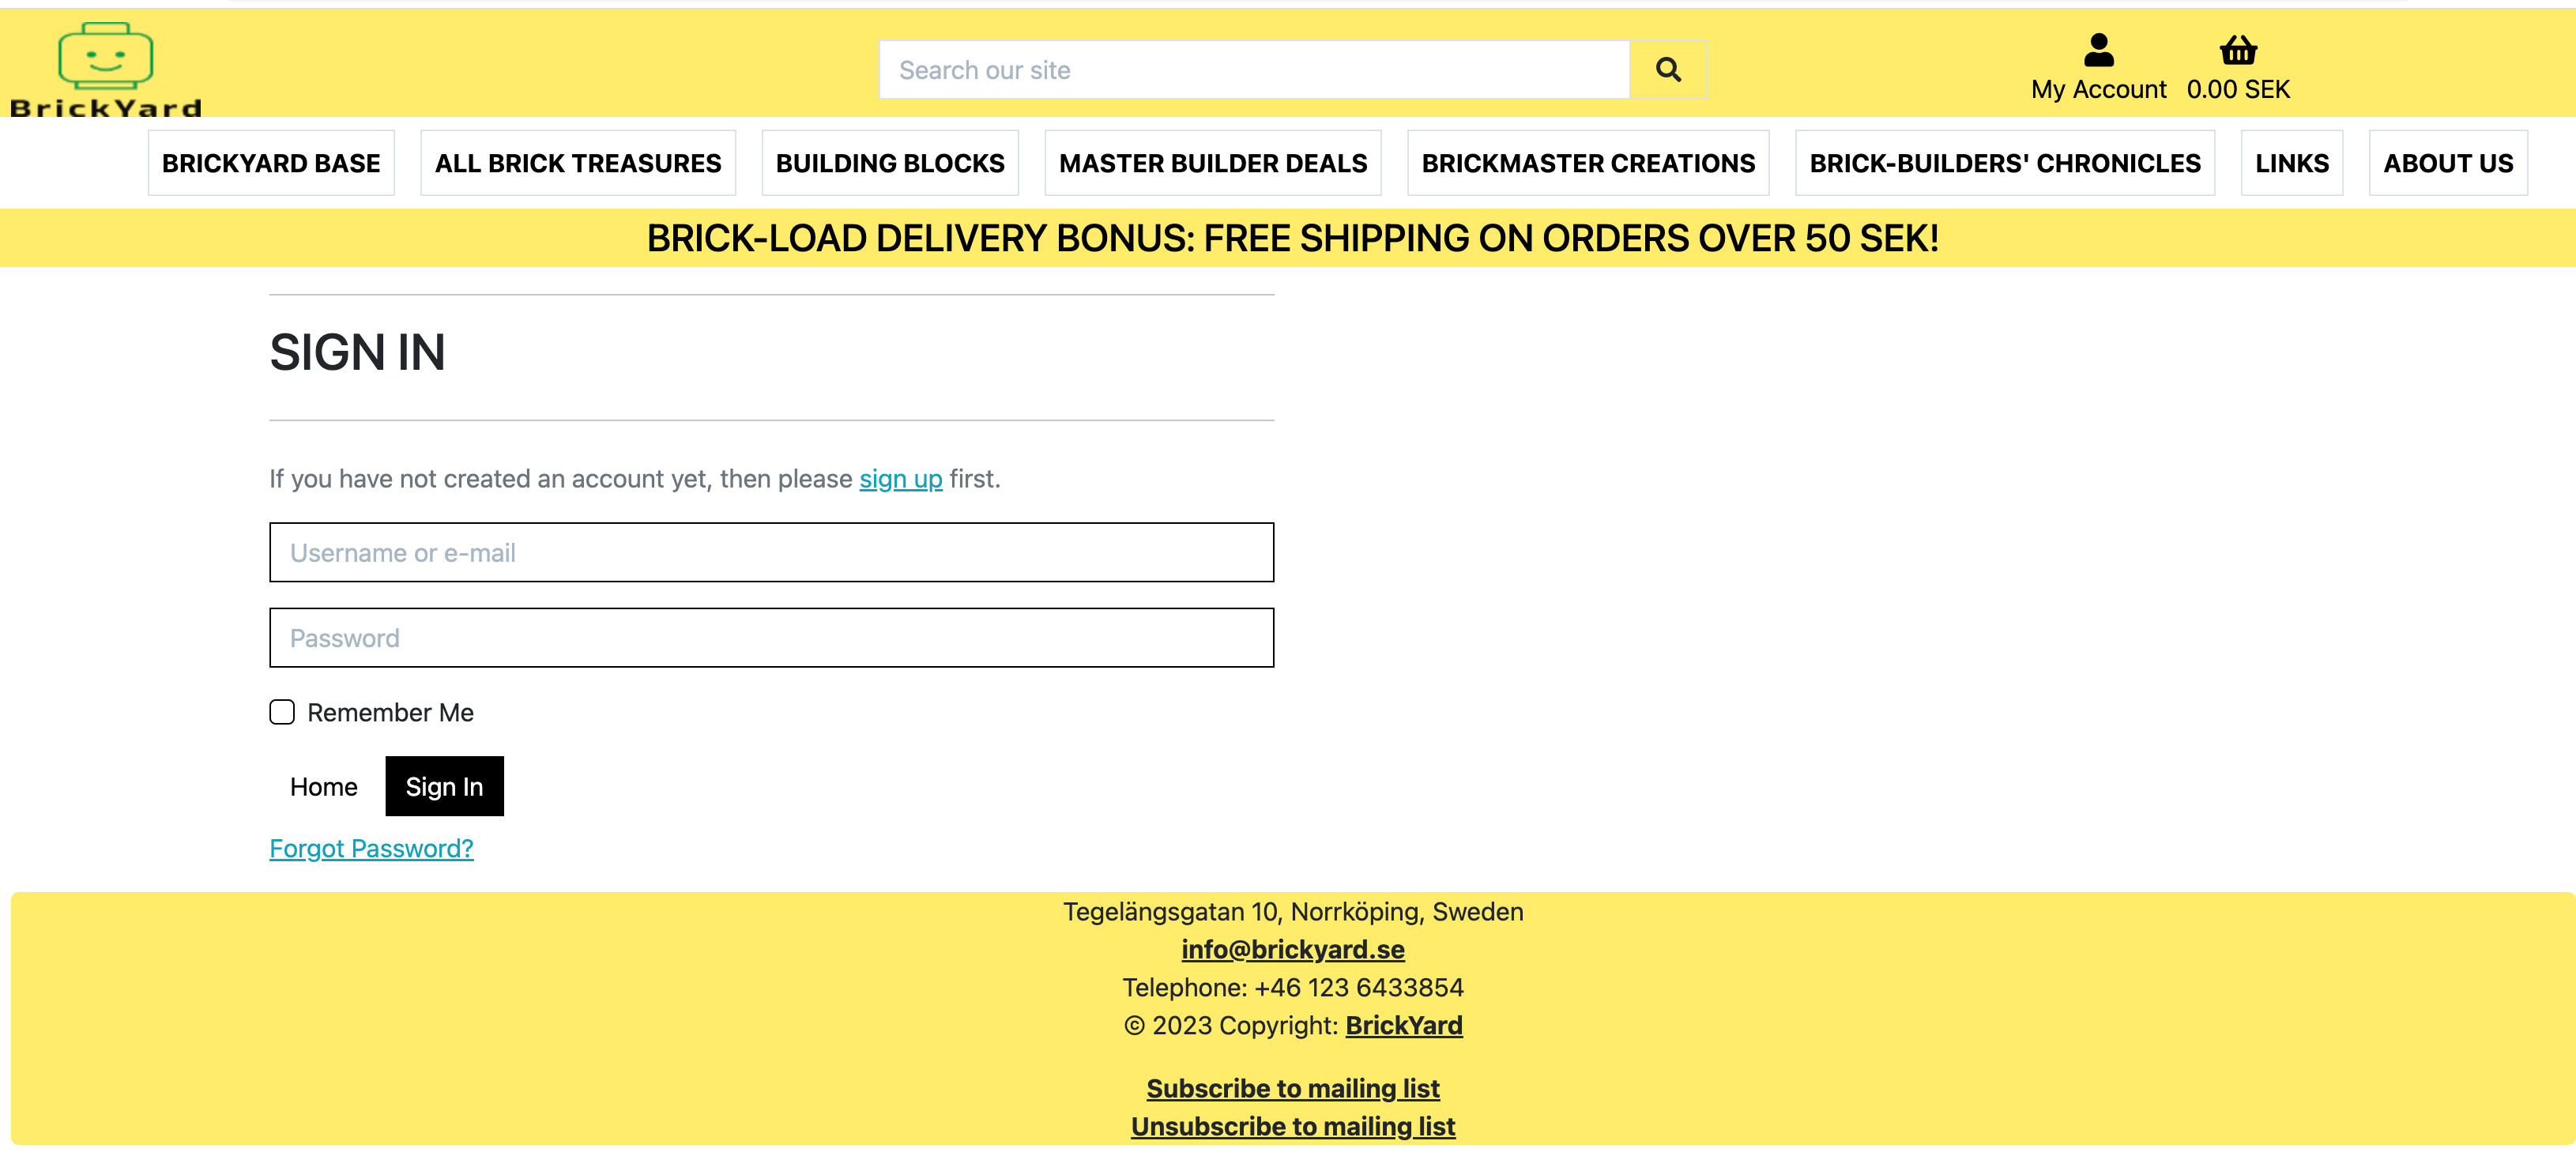 BrickYard
Search our site
My Account 0.00 SEK
BRICKYARD BASE ALL BRICK TREASURES BUILDING BLOCKS MASTER BUILDER DEALS BRICKMASTER CREATIONS BRICK-BUILDERS' CHRONICLES LINKS ABOUT US
BRICK-LOAD DELIVERY BONUS: FREE SHIPPING ON ORDERS OVER 50 SEK!
SIGN IN
If you have not created an account yet, then please sign up first.
Username or e-mail
Password
Remember Me
Home Sign In
Forgot Password?
Tegelängsgatan 10, Norrköping, Sweden
info@brickyard.se
Telephone: +46 123 6433854
© 2023 Copyright: BrickYard
Subscribe to mailing list
Unsubscribe to mailing list